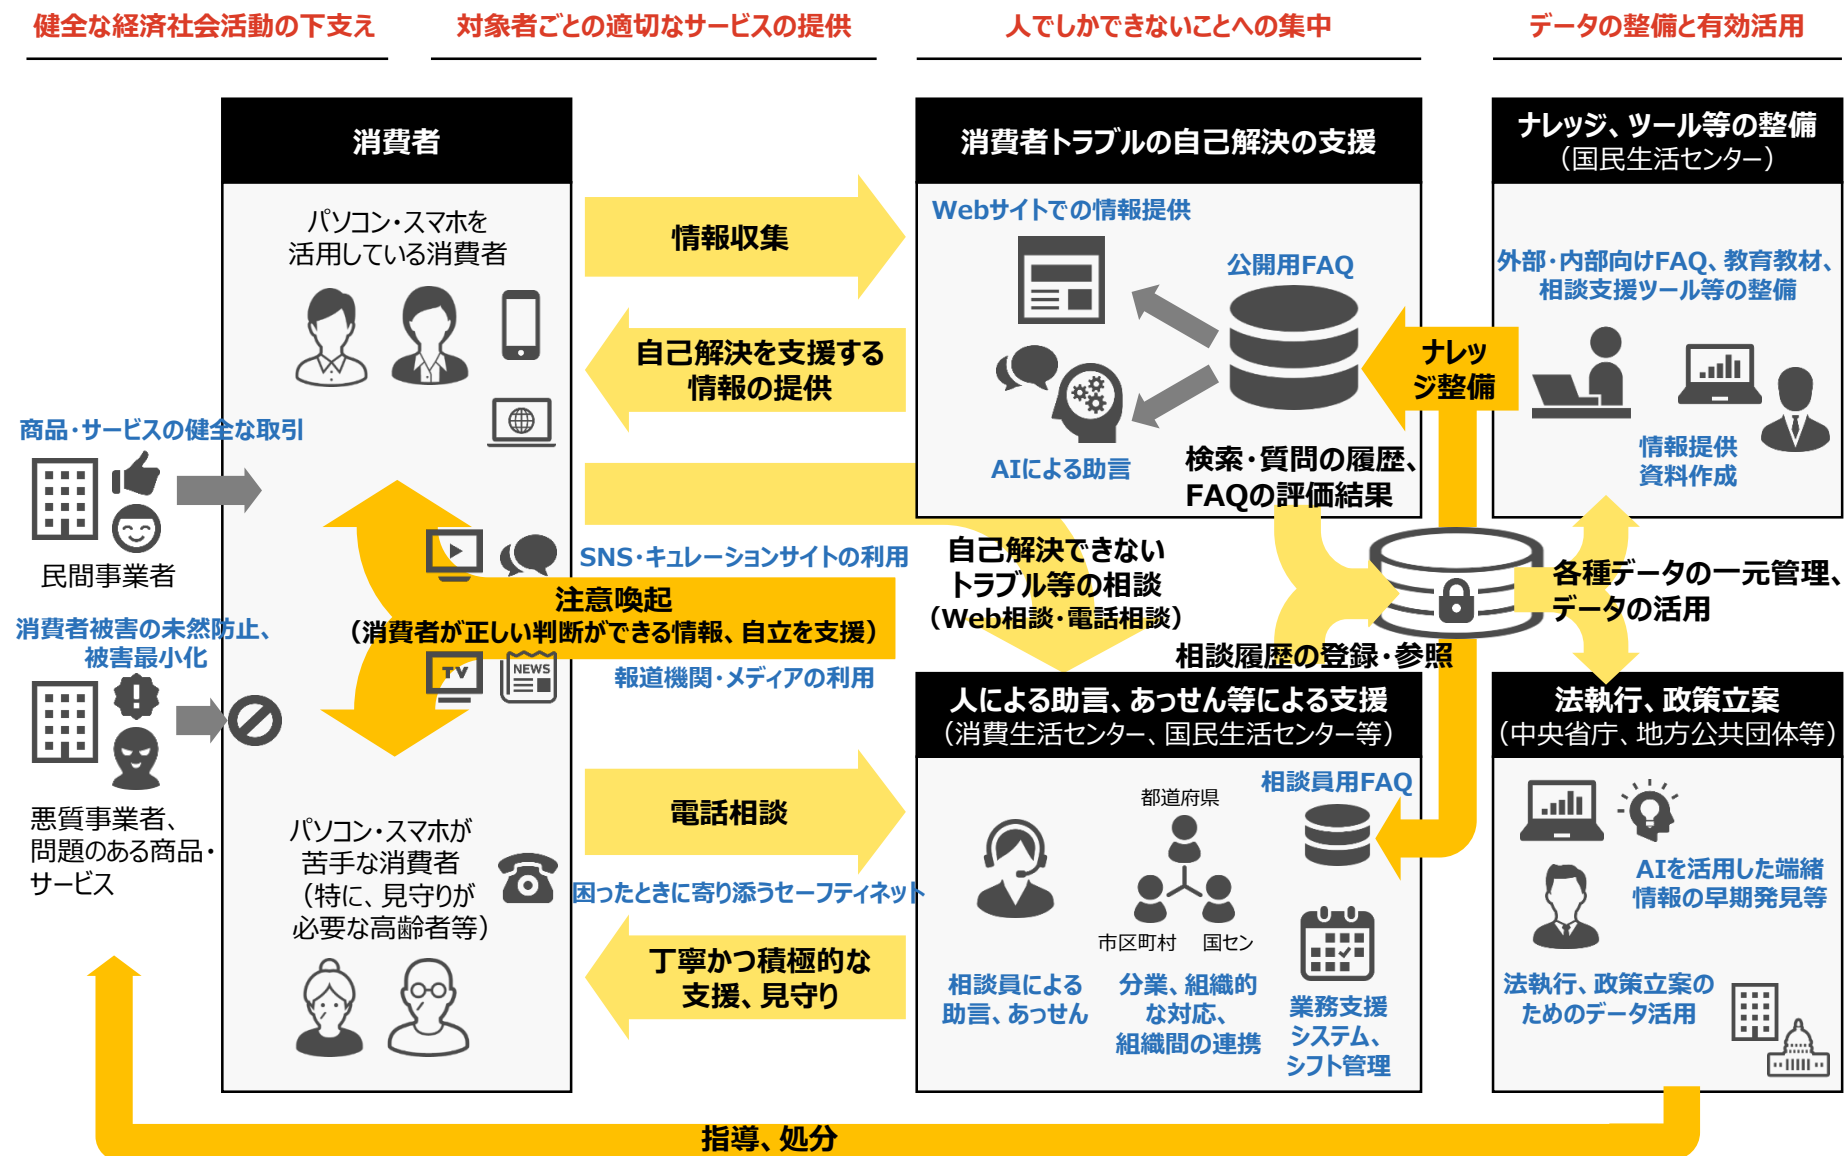 健全な経済社会活動の下支え
対象者ごとの適切なサービスの提供
人でしかできないことへの集中
データの整備と有効活用
消費者
パソコン・スマホを
活用している消費者
商品・サービスの健全な取引
民間事業者
消費者被害の未然防止、
被害最小化
悪質事業者、
問題のある商品・
サービス
パソコン・スマホが
苦手な消費者
（特に、見守りが
必要な高齢者等）
情報収集
自己解決を支援する
情報の提供
SNS・キュレーションサイトの利用
注意喚起
（消費者が正しい判断ができる情報、自立を支援）
TV
NEWS
報道機関・メディアの利用
電話相談
困ったときに寄り添うセーフティネット
丁寧かつ積極的な
支援、見守り
消費者トラブルの自己解決の支援
Webサイトでの情報提供
公開用FAQ
AIによる助言
検索・質問の履歴、
FAQの評価結果
自己解決できない
トラブル等の相談
（Web相談・電話相談）
相談履歴の登録・参照
人による助言、あっせん等による支援
（消費生活センター、国民生活センター等）
都道府県
市区町村
国セン
相談員用FAQ
相談員による
助言、あっせん
分業、組織的
な対応、
組織間の連携
業務支援
システム、
シフト管理
ナレッジ、ツール等の整備
（国民生活センター）
外部・内部向けFAQ、教育教材、
相談支援ツール等の整備
ナレッ
ジ整備
情報提供
資料作成
各種データの一元管理、
データの活用
法執行、政策立案
（中央省庁、地方公共団体等）
AIを活用した端緒
情報の早期発見等
法執行、政策立案の
ためのデータ活用
指導、処分